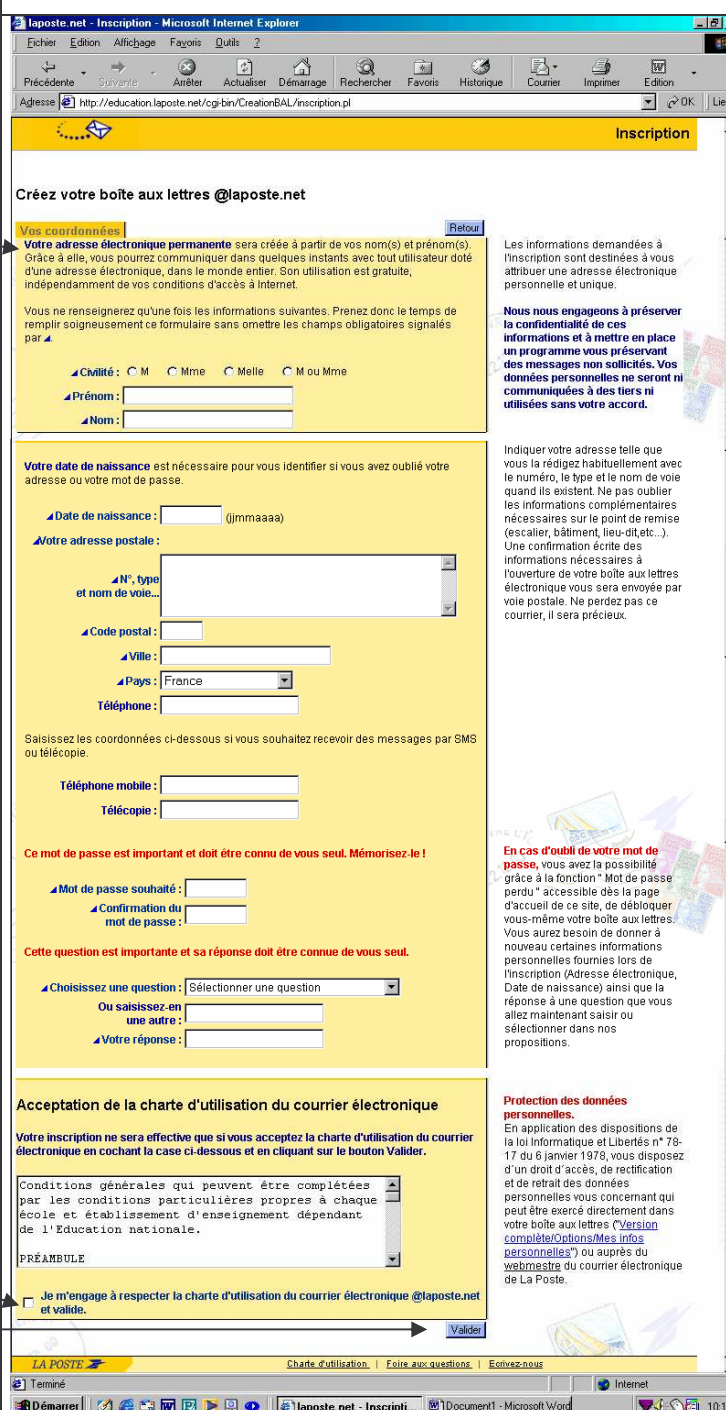 laposte.net - Inscription - Microsoft Internet Explorer
Fichier Edition Affichage Favoris Outils ?
Précédente Suivante Arrêter Actualiser Démarrage Rechercher Favoris Historique Courrier Imprimer Edition
Adresse http://education.laposte.net/cgi-bin/CreationBAL/inscription.pl OK Lie
Inscription
Créez votre boîte aux lettres @laposte.net
Vos coordonnées
Retour
Votre adresse électronique permanente sera créée à partir de vos nom(s) et prénom(s).
Grâce à elle, vous pourrez communiquer dans quelques instants avec tout utilisateur doté
d'une adresse électronique, dans le monde entier. Son utilisation est gratuite,
indépendamment de vos conditions d'accès à Internet.
Vous ne renseignerez qu'une fois les informations suivantes. Prenez donc le temps de
remplir soigneusement ce formulaire sans omettre les champs obligatoires signalés
par .
Civilité : M Mme Melle M ou Mme
Prénom :
Nom :
Les informations demandées à
l'inscription sont destinées à vous
attribuer une adresse électronique
personnelle et unique.
Nous nous engageons à préserver
la confidentialité de ces
informations et à mettre en place
un programme vous préservant
des messages non sollicités. Vos
données personnelles ne seront ni
communiquées à des tiers ni
utilisées sans votre accord.
Votre date de naissance est nécessaire pour vous identifier si vous avez oublié votre
adresse ou votre mot de passe.
Date de naissance : (jjmmaaaa)
Votre adresse postale :
N°, type
et nom de voie...
Code postal :
Ville :
Pays : France
Téléphone :
Saisissez les coordonnées ci-dessous si vous souhaitez recevoir des messages par SMS
ou télécopie.
Téléphone mobile :
Télécopie :
Indiquer votre adresse telle que
vous la rédigez habituellement avec
le numéro, le type et le nom de voie
quand ils existent. Ne pas oublier
les informations complémentaires
nécessaires sur le point de remise
(escalier, bâtiment, lieu-dit,etc...).
Une confirmation écrite des
informations nécessaires à
l'ouverture de votre boîte aux lettres
électronique vous sera envoyée par
voie postale. Ne perdez pas ce
courrier, il sera précieux.
Ce mot de passe est important et doit être connu de vous seul. Mémorisez-le !
Mot de passe souhaité :
Confirmation du
mot de passe :
Cette question est importante et sa réponse doit être connue de vous seul.
Choisissez une question : Sélectionner une question
Ou saisissez-en
une autre :
Votre réponse :
En cas d'oubli de votre mot de
passe, vous avez la possibilité
grâce à la fonction " Mot de passe
perdu " accessible dès la page
d'accueil de ce site, de débloquer
vous-même votre boîte aux lettres.
Vous aurez besoin de donner à
nouveau certaines informations
personnelles fournies lors de
l'inscription (Adresse électronique,
Date de naissance) ainsi que la
réponse à une question que vous
allez maintenant saisir ou
sélectionner dans nos
propositions.
Acceptation de la charte d'utilisation du courrier électronique
Votre inscription ne sera effective que si vous acceptez la charte d'utilisation du courrier
électronique en cochant la case ci-dessous et en cliquant sur le bouton Valider.
Conditions générales qui peuvent être complétées
par les conditions particulières propres à chaque
école et établissement d'enseignement dépendant
de l'Education nationale.
PRÉAMBULE
Je m'engage à respecter la charte d'utilisation du courrier électronique @laposte.net
et valide.
Valider
Protection des données
personnelles.
En application des dispositions de
la loi Informatique et Libertés n° 78-
17 du 6 janvier 1978, vous disposez
d'un droit d'accès, de rectification
et de retrait des données
personnelles vous concernant qui
peut être exercé directement dans
votre boîte aux lettres ("Version
complète/Options/Mes infos
personnelles") ou auprès du
webmestre du courrier électronique
de La Poste.
LA POSTE
Charte d'utilisation | Foire aux questions | Ecrivez-nous
Terminé Internet
Démarrer laposte.net - Inscripti... Document1 - Microsoft Word